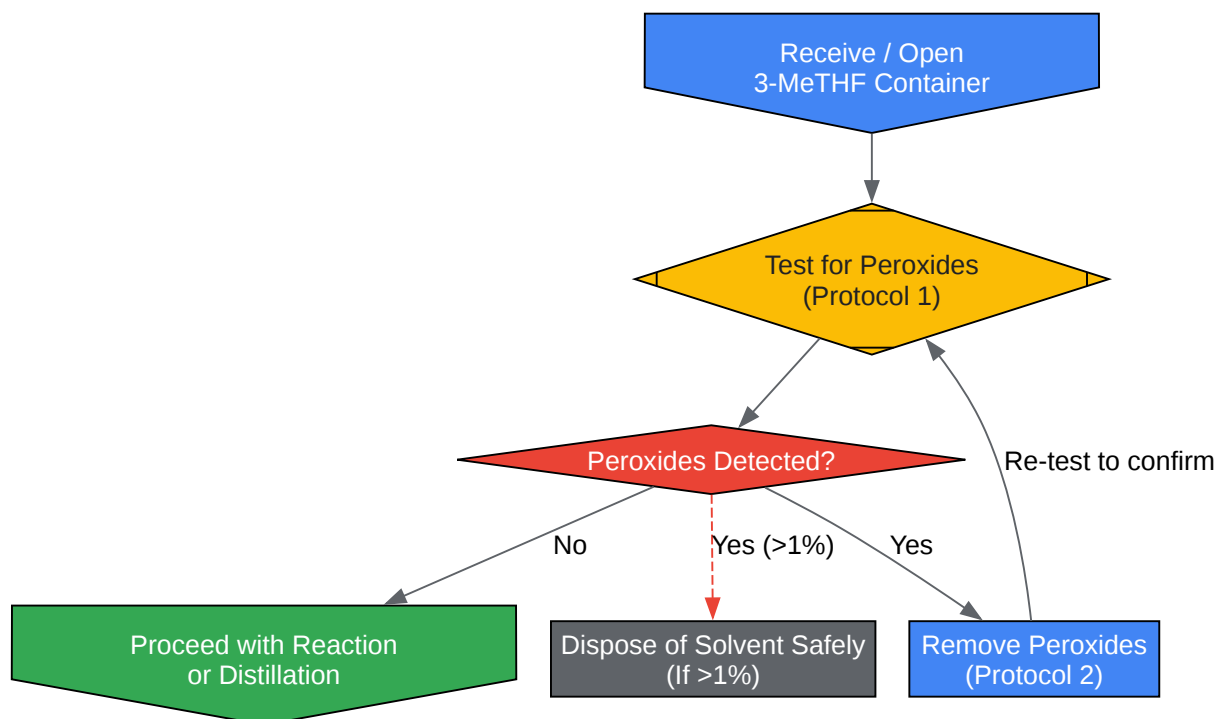 Receive / Open
3-MeTHF Container
Test for Peroxides
(Protocol 1)
Peroxides Detected?
Re-test to confirm
No
Yes (>1%)
Yes
Proceed with Reaction
or Distillation
Dispose of Solvent Safely
(If >1%)
Remove Peroxides
(Protocol 2)